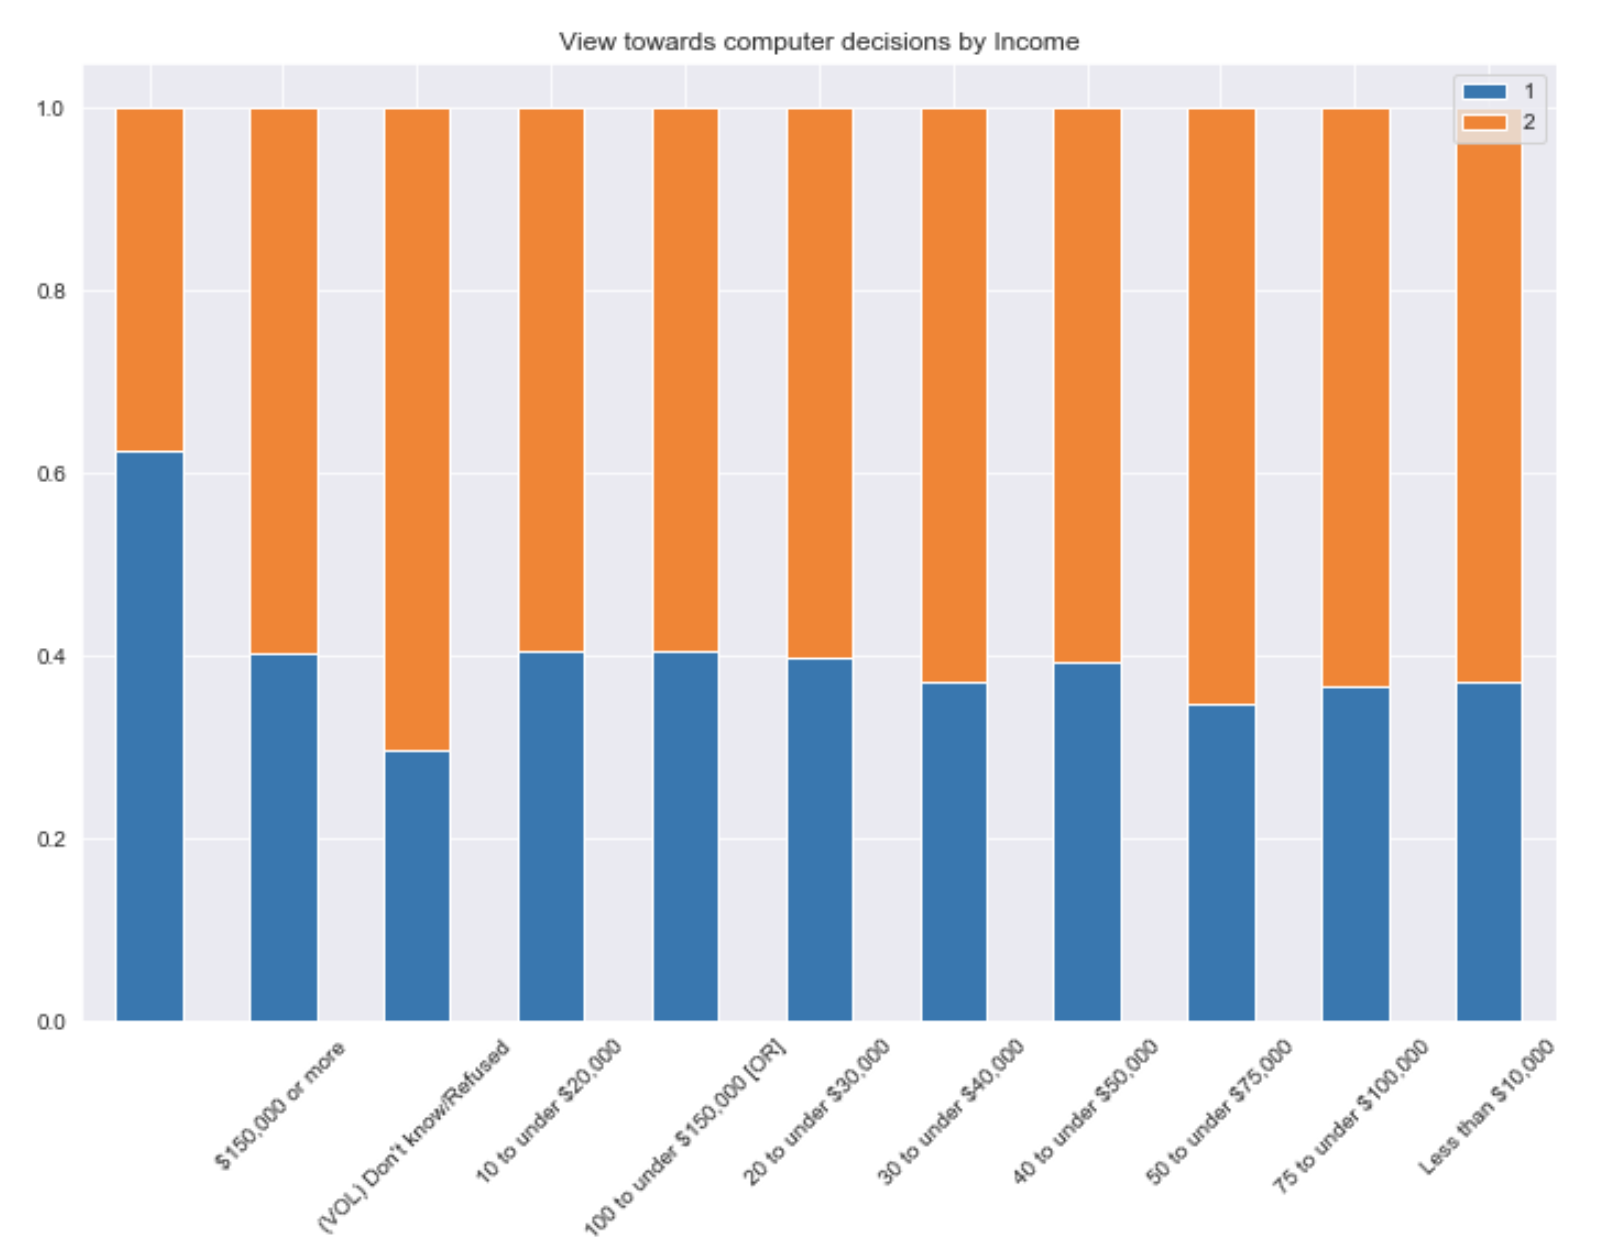 View towards computer decisions by Income
1
2
1.0
0.8
0.6
0.4
0.2
0.0
$150,000 or more
(VOL) Don't know/Refused
10 to under $20,000
100 to under $150,000 [OR]
20 to under $30,000
30 to under $40,000
40 to under $50,000
50 to under $75,000
75 to under $100,000
Less than $10,000